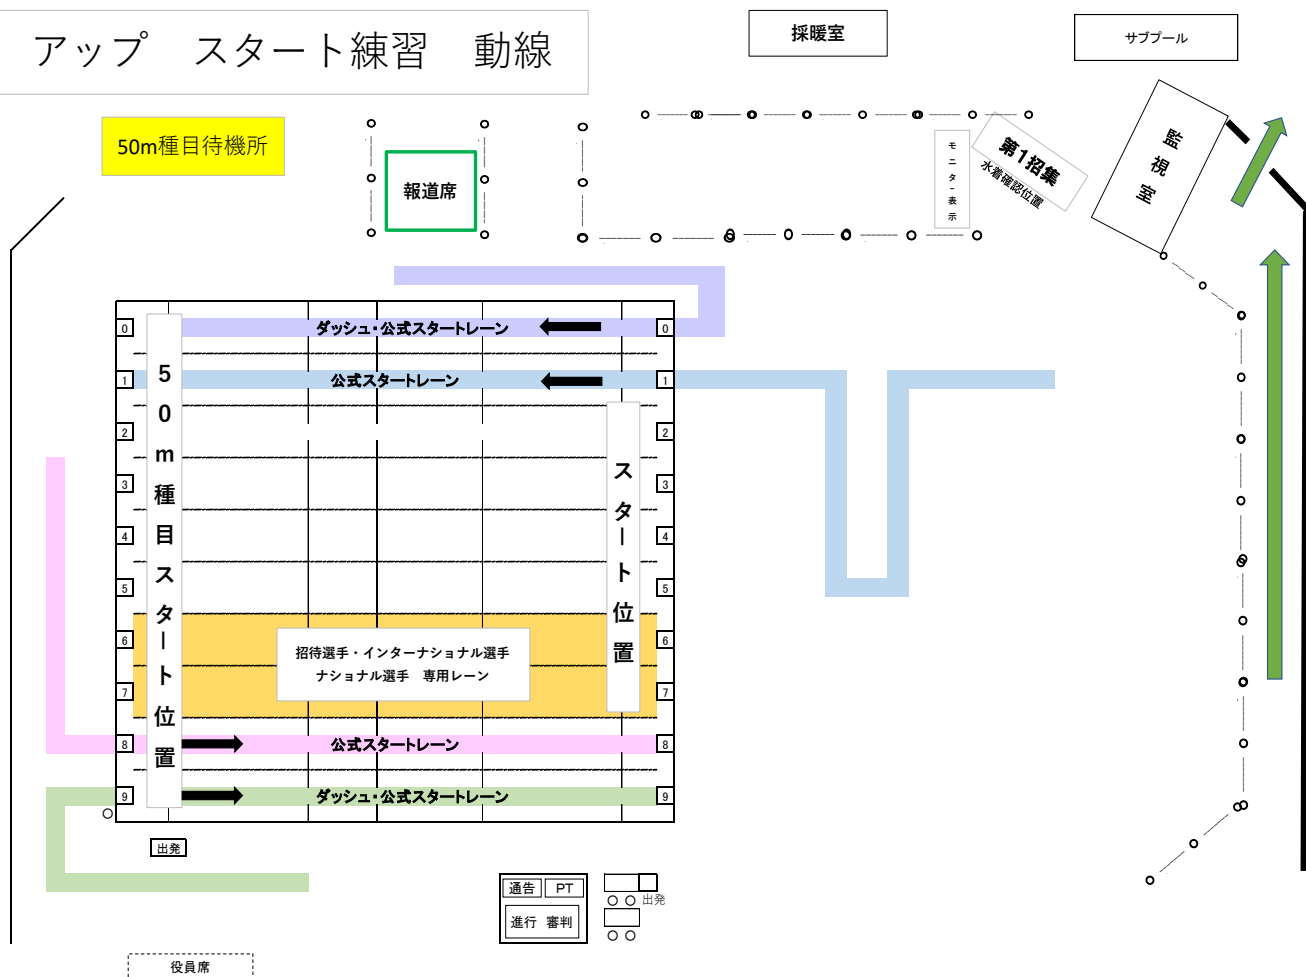 アップ　スタート練習　動線
採暖室
サブプール
50m種目待機所
報道席
モニター表示
第1招集
水着確認位置
監視室
0 ダッシュ・公式スタートレーン 0
1 公式スタートレーン 1
2 2
3 3
4 4
5 5
6 6
7 7
招待選手・インターナショナル選手
ナショナル選手　専用レーン
8 公式スタートレーン 8
9 ダッシュ・公式スタートレーン 9
50m種目スタート位置
スタート位置
出発
通告 PT
進行 審判
出発
役員席